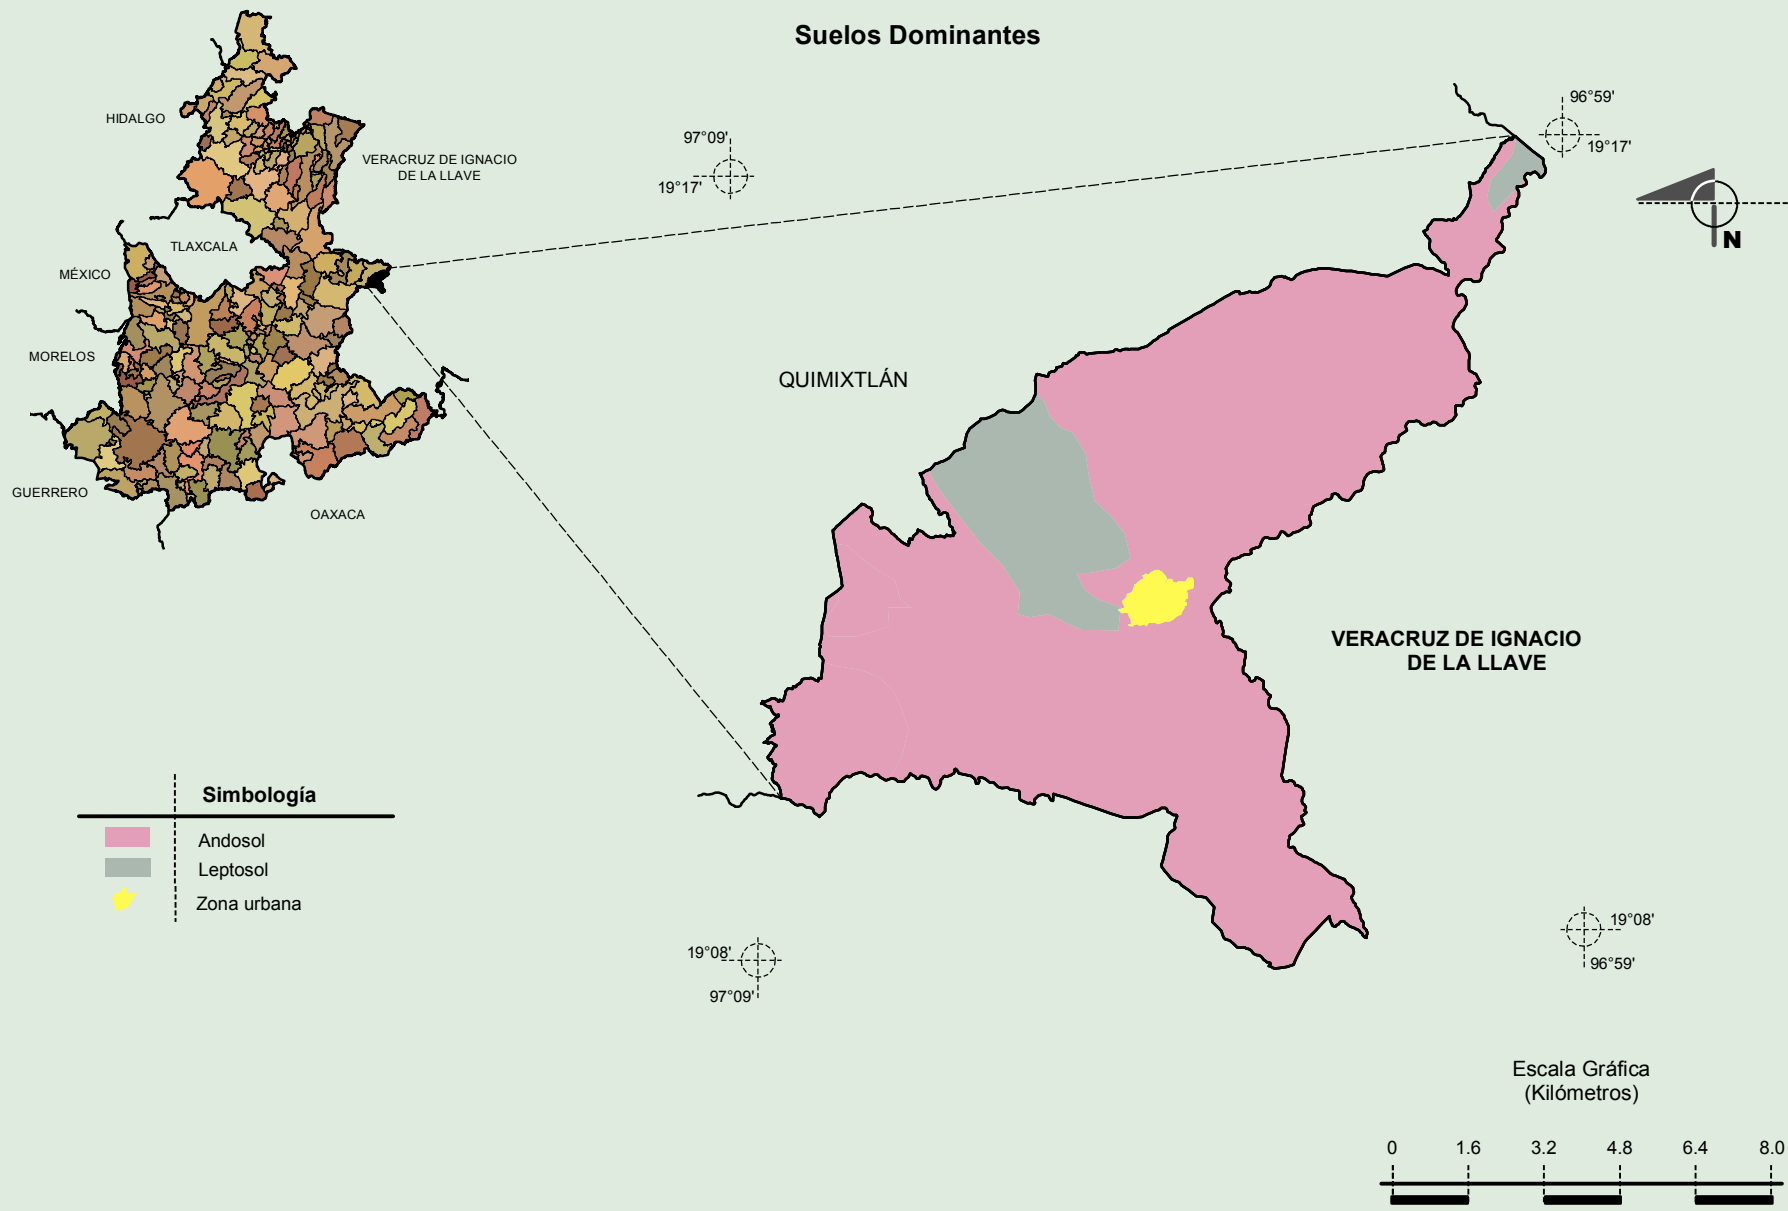 Suelos Dominantes
HIDALGO
VERACRUZ DE IGNACIO
DE LA LLAVE
TLAXCALA
MÉXICO
MORELOS
GUERRERO
OAXACA
97°09'
19°17'
96°59'
19°17'
N
QUIMIXTLÁN
VERACRUZ DE IGNACIO
DE LA LLAVE
Simbología
Andosol
Leptosol
Zona urbana
19°08'
97°09'
19°08'
96°59'
Escala Gráfica
(Kilómetros)
0 1.6 3.2 4.8 6.4 8.0